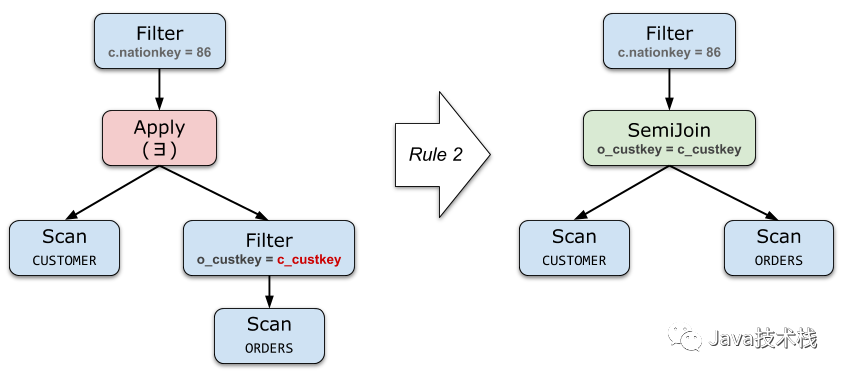 Filter
c.nationkey = 86
Apply
(∃)
Scan
CUSTOMER
Filter
o_custkey = c_custkey
Scan
ORDERS
Rule 2
Filter
c.nationkey = 86
SemiJoin
o_custkey = c_custkey
Scan
CUSTOMER
Scan
ORDERS
Java技术栈